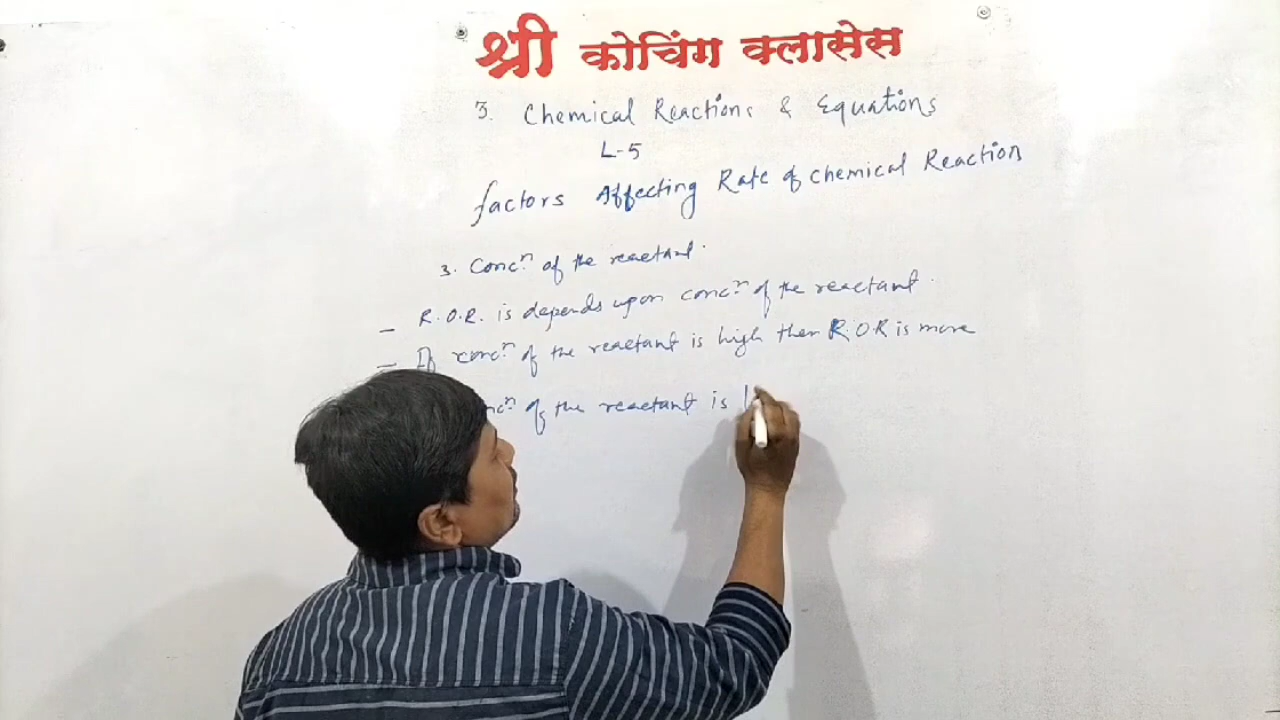 श्री कोचिंग क्लासेस
3. Chemical Reactions & Equations
L-5
factors Affecting Rate of chemical Reaction
3. Concⁿ. of the reactant.
- R.O.R. is depends upon concⁿ of the reactant.
- If concⁿ. of the reactant is high then R.O.R is more
of the reactant is